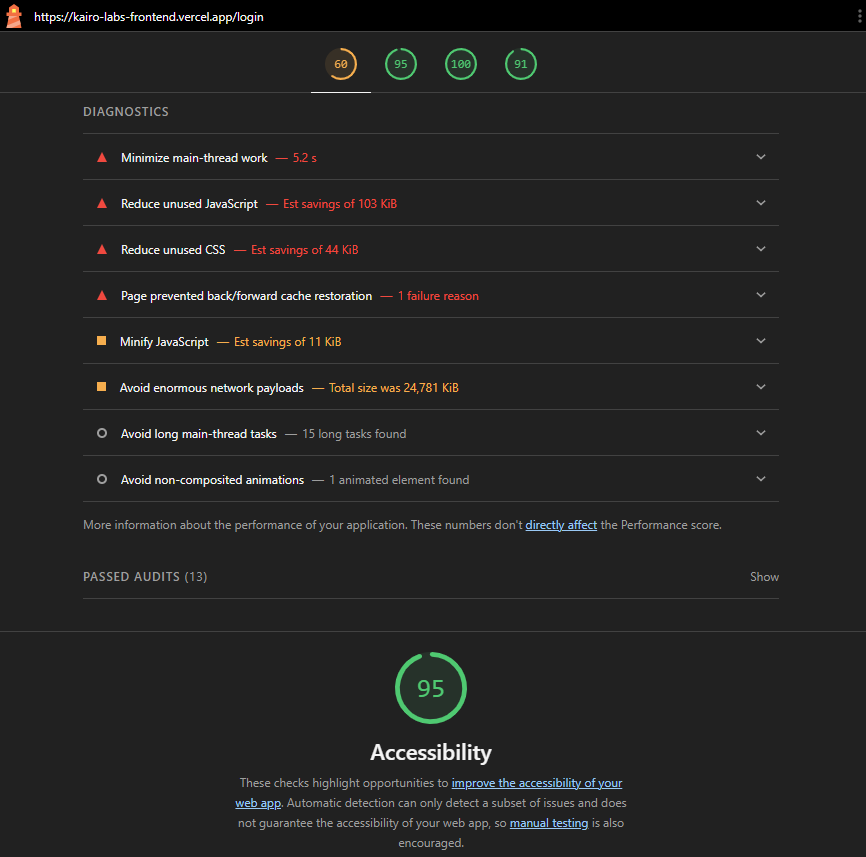 https://kairo-labs-frontend.vercel.app/login
60 95 100 91
DIAGNOSTICS
Minimize main-thread work — 5.2 s
Reduce unused JavaScript — Est savings of 103 KiB
Reduce unused CSS — Est savings of 44 KiB
Page prevented back/forward cache restoration — 1 failure reason
Minify JavaScript — Est savings of 11 KiB
Avoid enormous network payloads — Total size was 24,781 KiB
Avoid long main-thread tasks — 15 long tasks found
Avoid non-composited animations — 1 animated element found
More information about the performance of your application. These numbers don't directly affect the Performance score.
PASSED AUDITS (13) Show
95
Accessibility
These checks highlight opportunities to improve the accessibility of your
web app. Automatic detection can only detect a subset of issues and does
not guarantee the accessibility of your web app, so manual testing is also
encouraged.